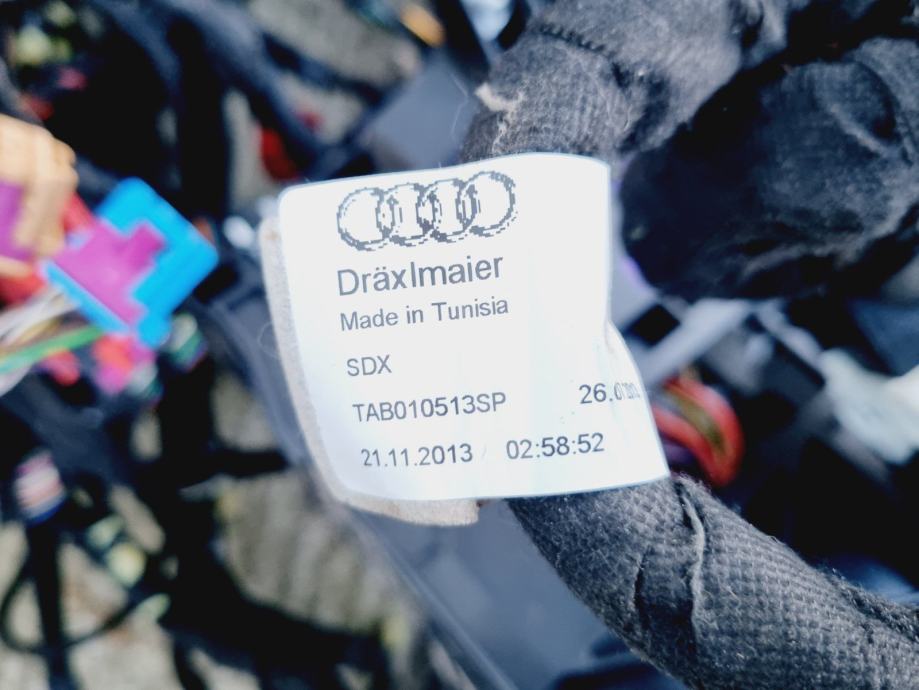 Dräxlmaier
Made in Tunisia
SDX
TAB010513SP
21.11.2013 02:58:52